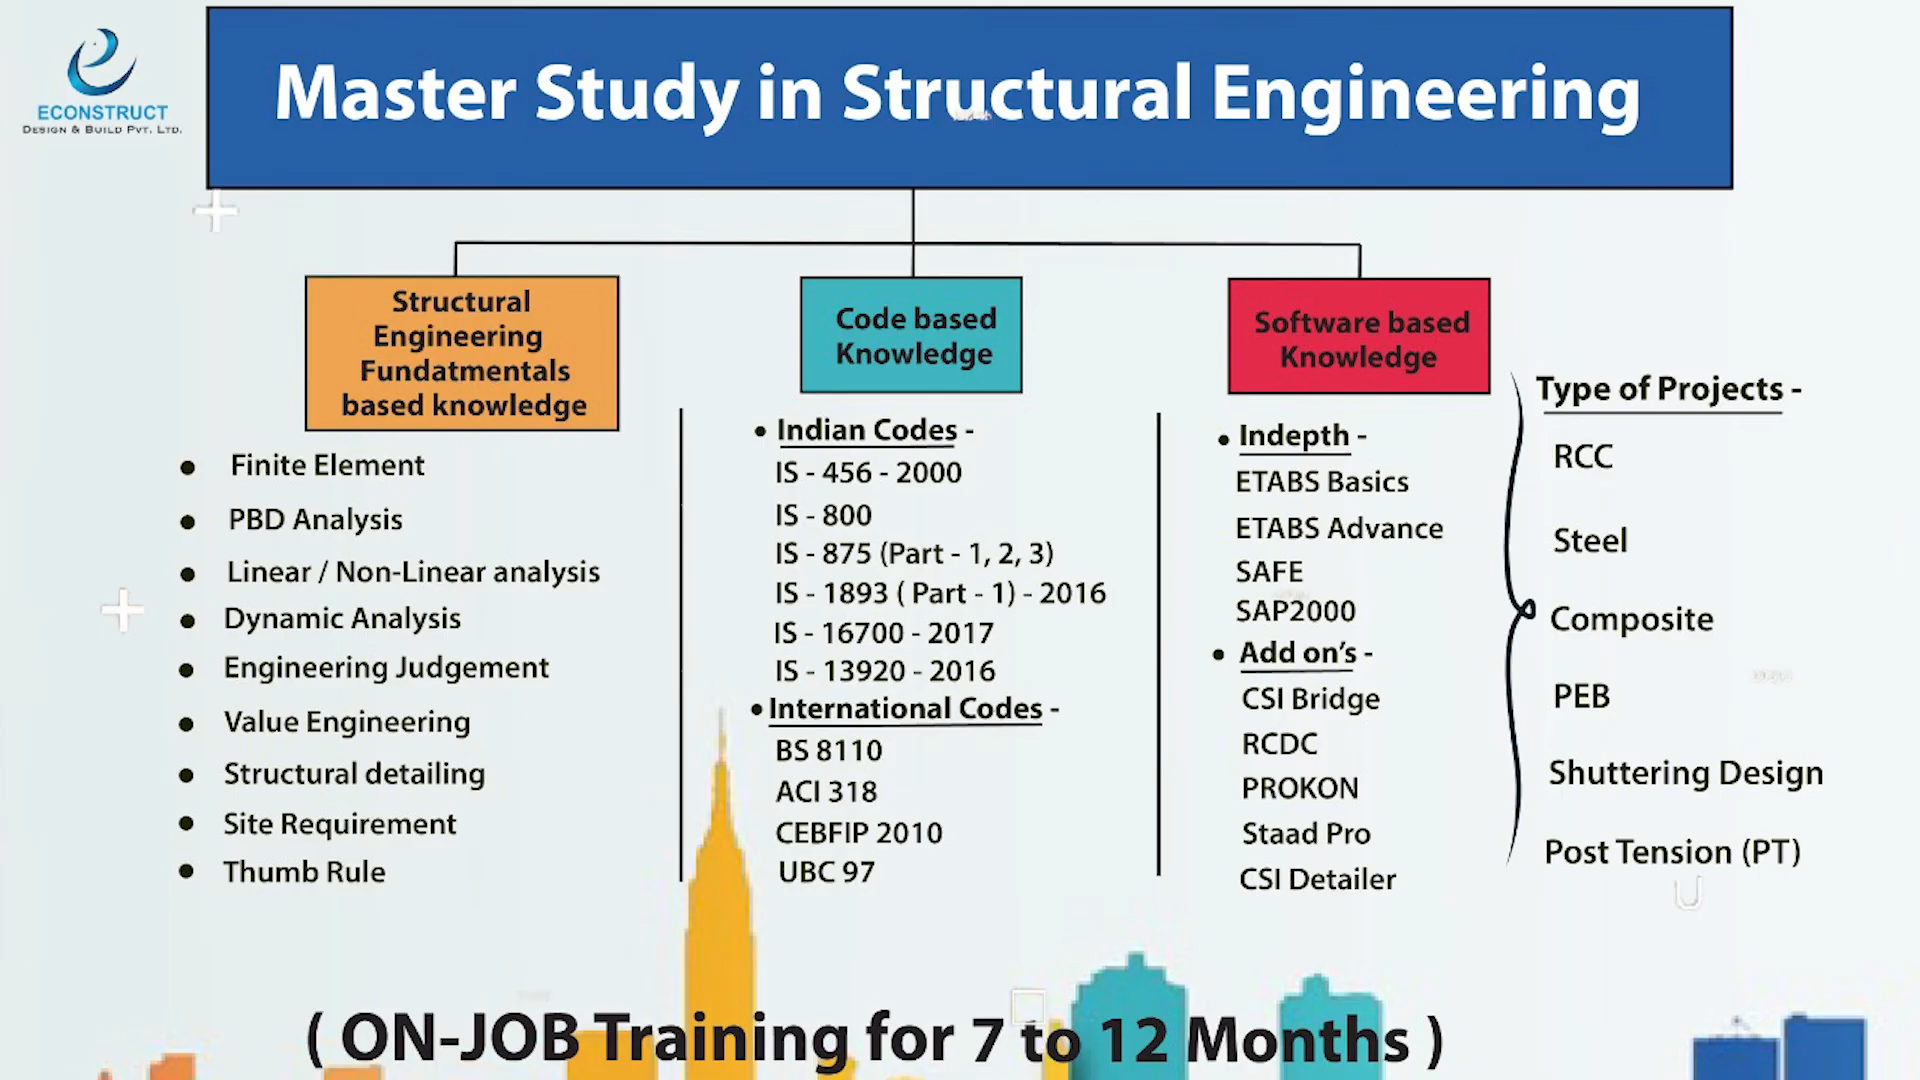 ECONSTRUCT
DESIGN & BUILD PVT. LTD.
Master Study in Structural Engineering
Structural
Engineering
Fundatmentals
based knowledge
Finite Element
PBD Analysis
Linear / Non-Linear analysis
Dynamic Analysis
Engineering Judgement
Value Engineering
Structural detailing
Site Requirement
Thumb Rule
Code based
Knowledge
Indian Codes -
IS - 456 - 2000
IS - 800
IS - 875 (Part - 1, 2, 3)
IS - 1893 ( Part - 1) - 2016
IS - 16700 - 2017
IS - 13920 - 2016
International Codes -
BS 8110
ACI 318
CEBFIP 2010
UBC 97
Software based
Knowledge
Indepth -
ETABS Basics
ETABS Advance
SAFE
SAP2000
Add on's -
CSI Bridge
RCDC
PROKON
Staad Pro
CSI Detailer
Type of Projects -
RCC
Steel
Composite
PEB
Shuttering Design
Post Tension (PT)
( ON-JOB Training for 7 to 12 Months )